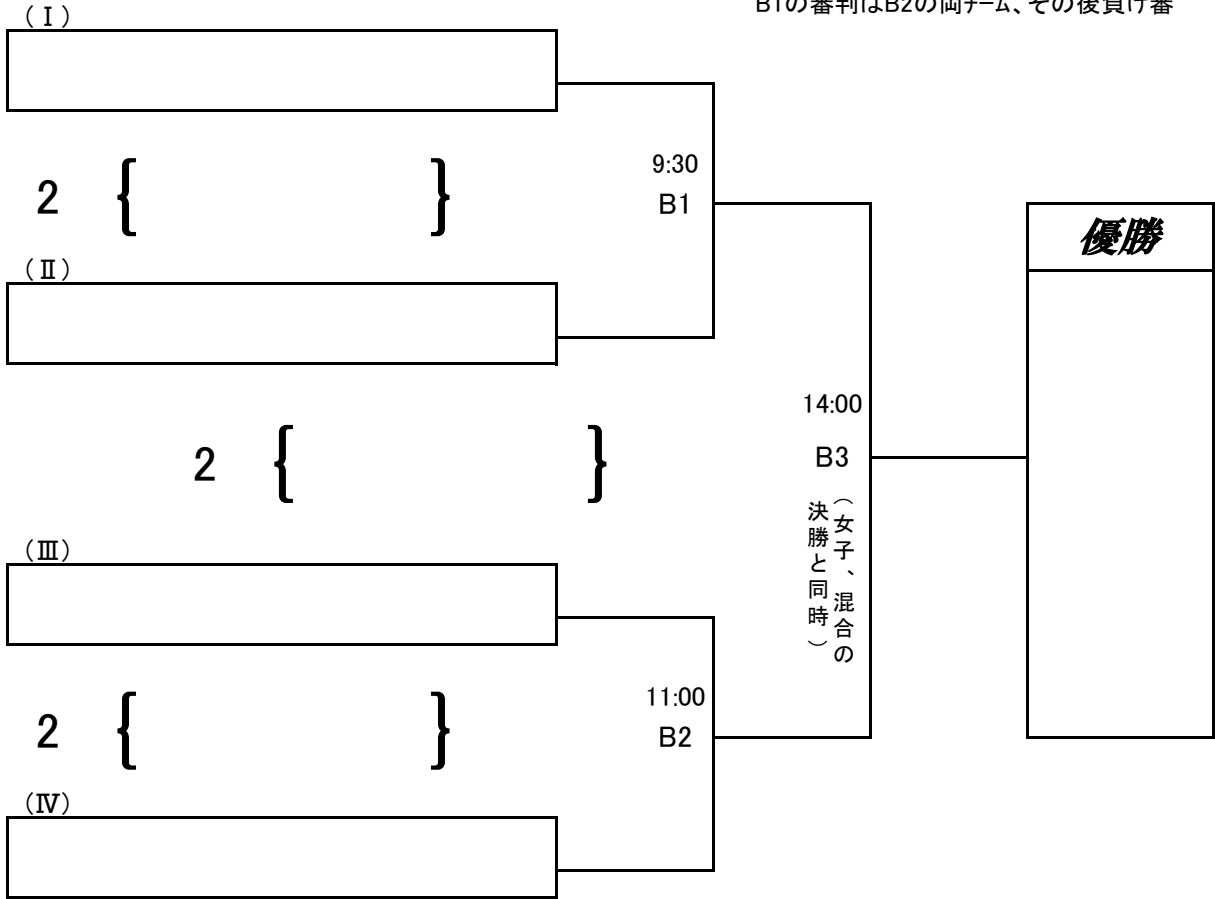 B1の審判はB2の両ﾁｰﾑ、その後負け審
（Ⅰ）
9:30
2 { }
B1
優勝
（Ⅱ）
14:00
2 { }
B3
（女子、混合の
決勝と同時）
（Ⅲ）
11:00
2 { }
B2
（Ⅳ）